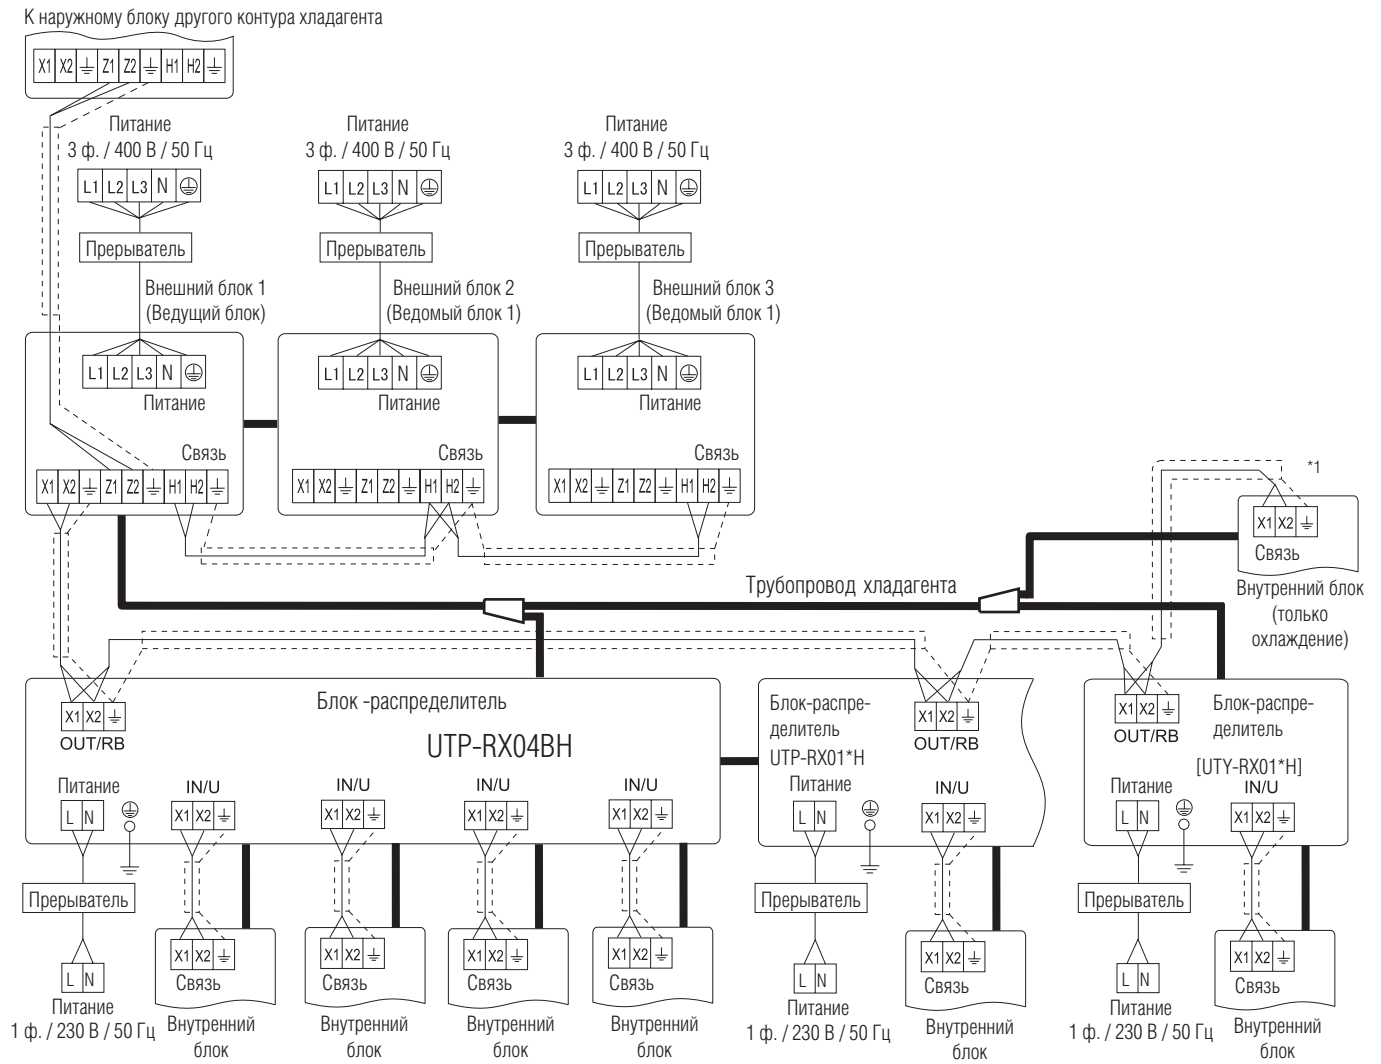 К наружному блоку другого контура хладагента
X1 X2 Z1 Z2 H1 H2
Питание
3 ф. / 400 В / 50 Гц
L1 L2 L3 N
Прерыватель
Внешний блок 1
(Ведущий блок)
L1 L2 L3 N
Питание
Связь
X1 X2 Z1 Z2 H1 H2
Питание
3 ф. / 400 В / 50 Гц
L1 L2 L3 N
Прерыватель
Внешний блок 2
(Ведомый блок 1)
L1 L2 L3 N
Питание
Связь
X1 X2 Z1 Z2 H1 H2
Питание
3 ф. / 400 В / 50 Гц
L1 L2 L3 N
Прерыватель
Внешний блок 3
(Ведомый блок 1)
L1 L2 L3 N
Питание
Связь
X1 X2 Z1 Z2 H1 H2
*1
X1 X2
Связь
Внутренний блок
(только
охлаждение)
Трубопровод хладагента
X1 X2
OUT/RB
Блок -распределитель
UTP-RX04BH
Питание
L N
Прерыватель
L N
Питание
1 ф. / 230 В / 50 Гц
IN/U
X1 X2
X1 X2
Связь
Внутренний
блок
IN/U
X1 X2
X1 X2
Связь
Внутренний
блок
IN/U
X1 X2
X1 X2
Связь
Внутренний
блок
IN/U
X1 X2
X1 X2
Связь
Внутренний
блок
Блок-распре-
делитель
UTP-RX01*H
X1 X2
OUT/RB
Питание
L N
Прерыватель
L N
Питание
1 ф. / 230 В / 50 Гц
IN/U
X1 X2
X1 X2
Связь
Внутренний
блок
X1 X2
OUT/RB
Блок-распре-
делитель
[UTY-RX01*H]
Питание
L N
Прерыватель
L N
Питание
1 ф. / 230 В / 50 Гц
IN/U
X1 X2
X1 X2
Связь
Внутренний
блок